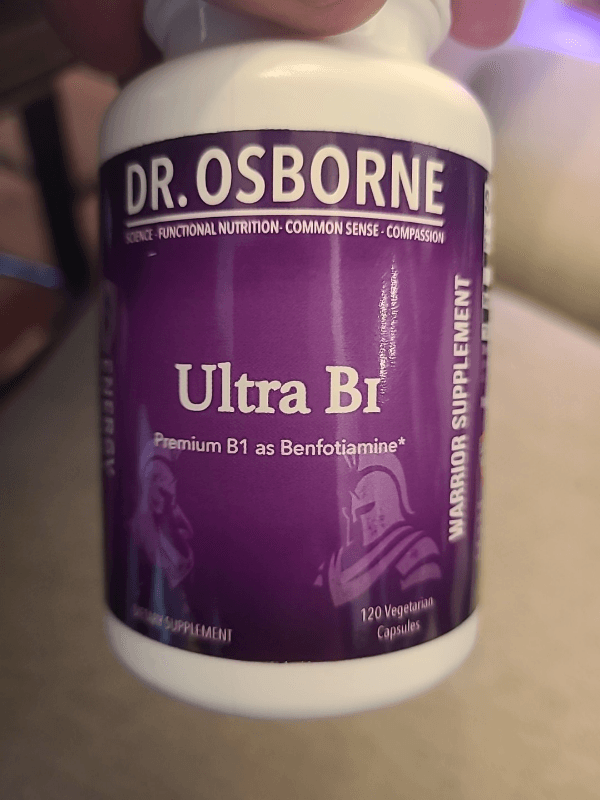 DR. OSBORNE
SCIENCE - FUNCTIONAL NUTRITION - COMMON SENSE - COMPASSION
Ultra B1
Premium B1 as Benfotiamine*
ENERGY
WARRIOR SUPPLEMENT
DIETARY SUPPLEMENT
120 Vegetarian
Capsules